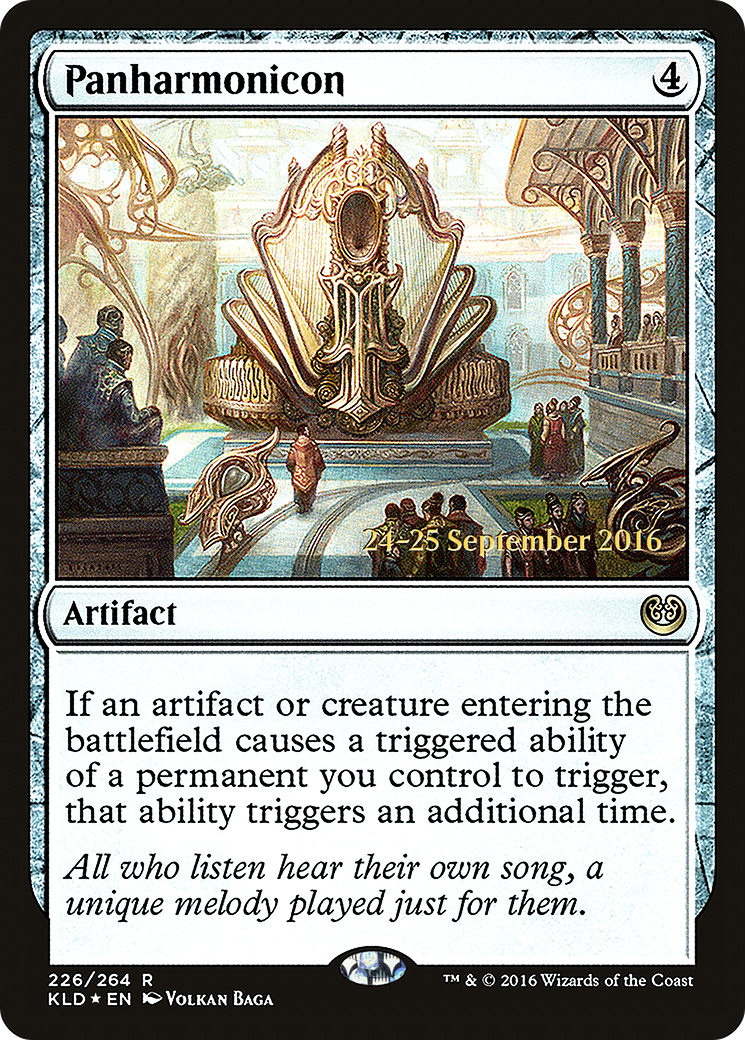 Panharmonicon 4
24–25 September 2016
Artifact
If an artifact or creature entering the
battlefield causes a triggered ability
of a permanent you control to trigger,
that ability triggers an additional time.
All who listen hear their own song, a
unique melody played just for them.
226/264 R
KLD ★ EN Volkan Baga
™ & © 2016 Wizards of the Coast